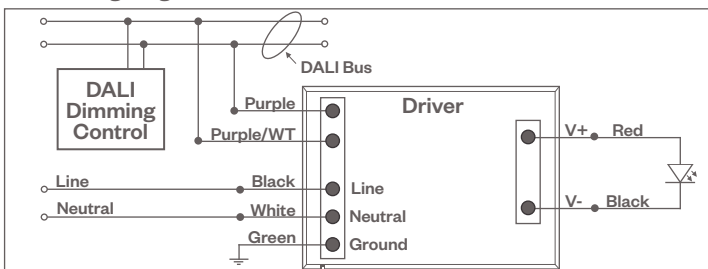 DALI Bus
DALI
Dimming
Control
Driver
Purple
Purple/WT
V+
Red
Line
Black
Line
Neutral
White
Neutral
Green
Ground
V-
Black